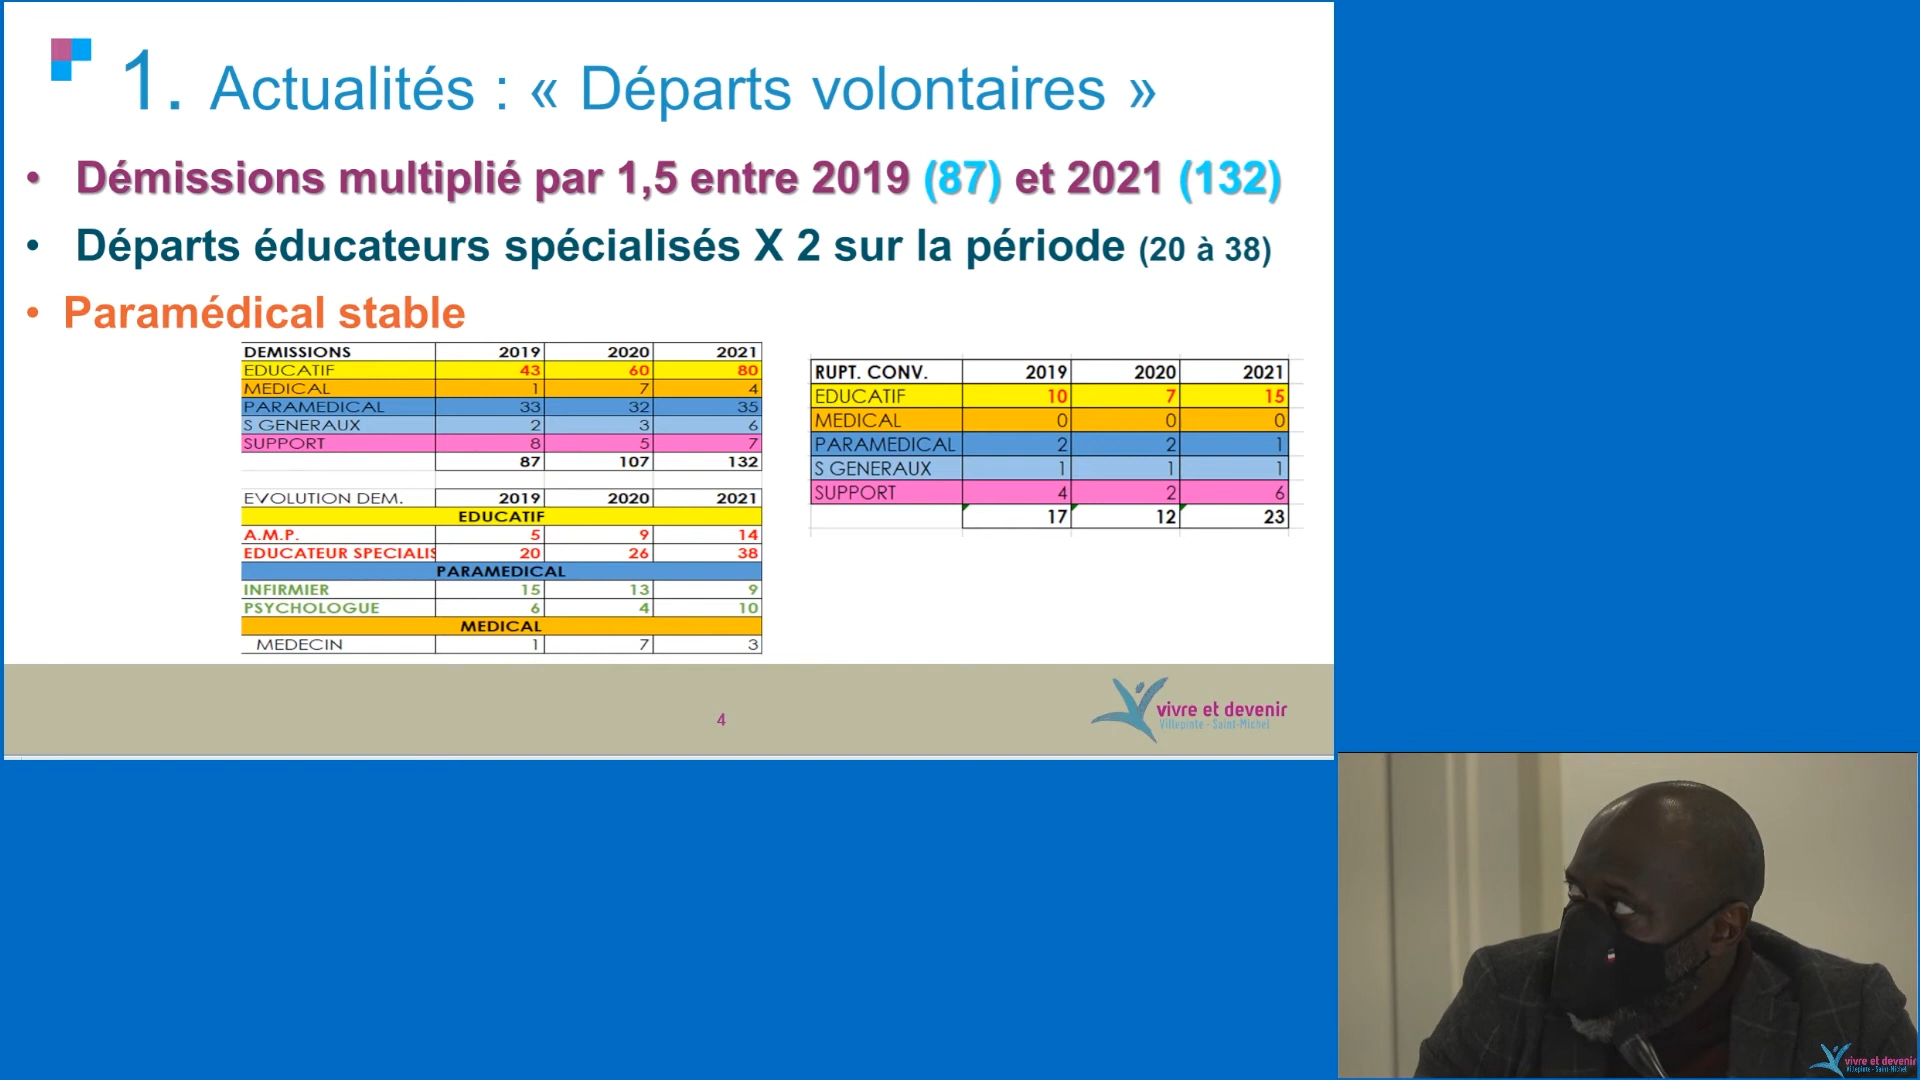 1. Actualités : « Départs volontaires »
• Démissions multiplié par 1,5 entre 2019 (87) et 2021 (132)
• Départs éducateurs spécialisés X 2 sur la période (20 à 38)
• Paramédical stable
DEMISSIONS 2019 2020 2021
EDUCATIF 43 60 80
MEDICAL 1 7 4
PARAMEDICAL 33 32 35
S GENERAUX 2 3 6
SUPPORT 8 5 7
87 107 132
EVOLUTION DEM. 2019 2020 2021
EDUCATIF
A.M.P. 5 9 14
EDUCATEUR SPECIALIS 20 26 38
PARAMEDICAL
INFIRMIER 15 13 9
PSYCHOLOGUE 6 4 10
MEDICAL
MEDECIN 1 7 3
RUPT. CONV. 2019 2020 2021
EDUCATIF 10 7 15
MEDICAL 0 0 0
PARAMEDICAL 2 2 1
S GENERAUX 1 1 1
SUPPORT 4 2 6
17 12 23
4
vivre et devenir
Villepinte - Saint-Michel
vivre et devenir
Villepinte - Saint-Michel